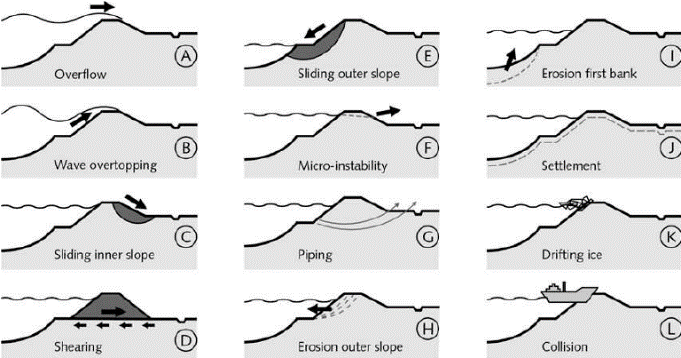 A
Overflow
B
Wave overtopping
C
Sliding inner slope
D
Shearing
E
Sliding outer slope
F
Micro-instability
G
Piping
H
Erosion outer slope
I
Erosion first bank
J
Settlement
K
Drifting ice
L
Collision